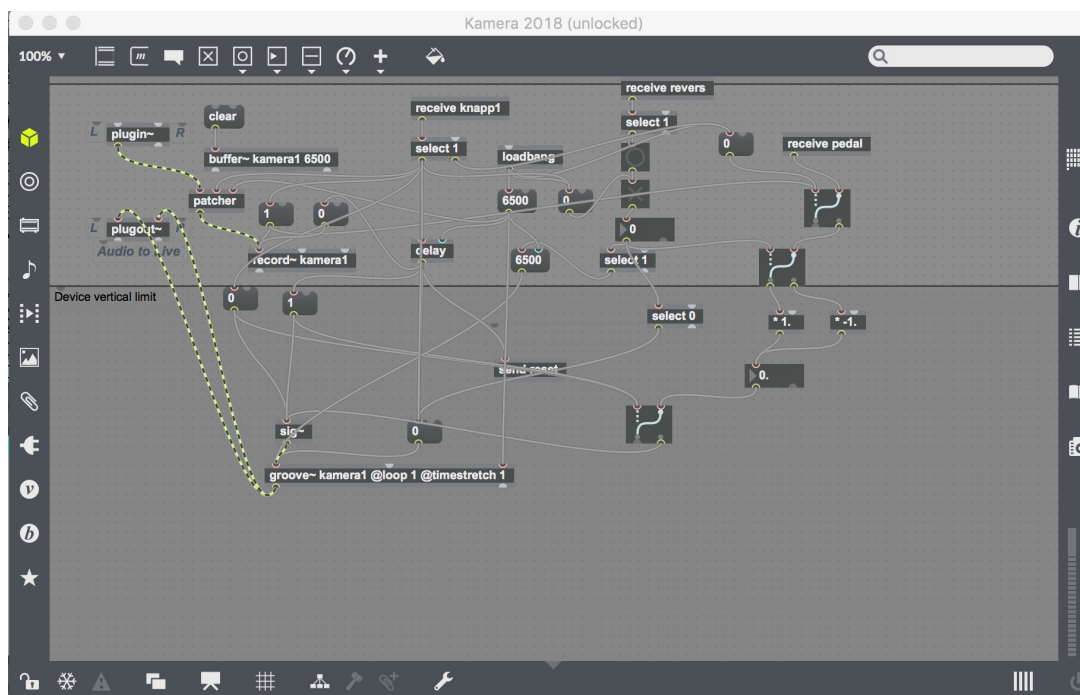 Kamera 2018 (unlocked)
100%
m
receive revers
clear
receive knapp1
select 1
L plugin~ R
select 1
0
receive pedal
buffer~ kamera1 6500
loadbang
patcher
6500
0
1
0
L plugout~ R
0
Audio to Live
record~ kamera1
delay
6500
select 1
Device vertical limit
0
1
select 0
* 1.
* -1.
send reset
0.
sig~
0
groove~ kamera1 @loop 1 @timestretch 1
v
b
i